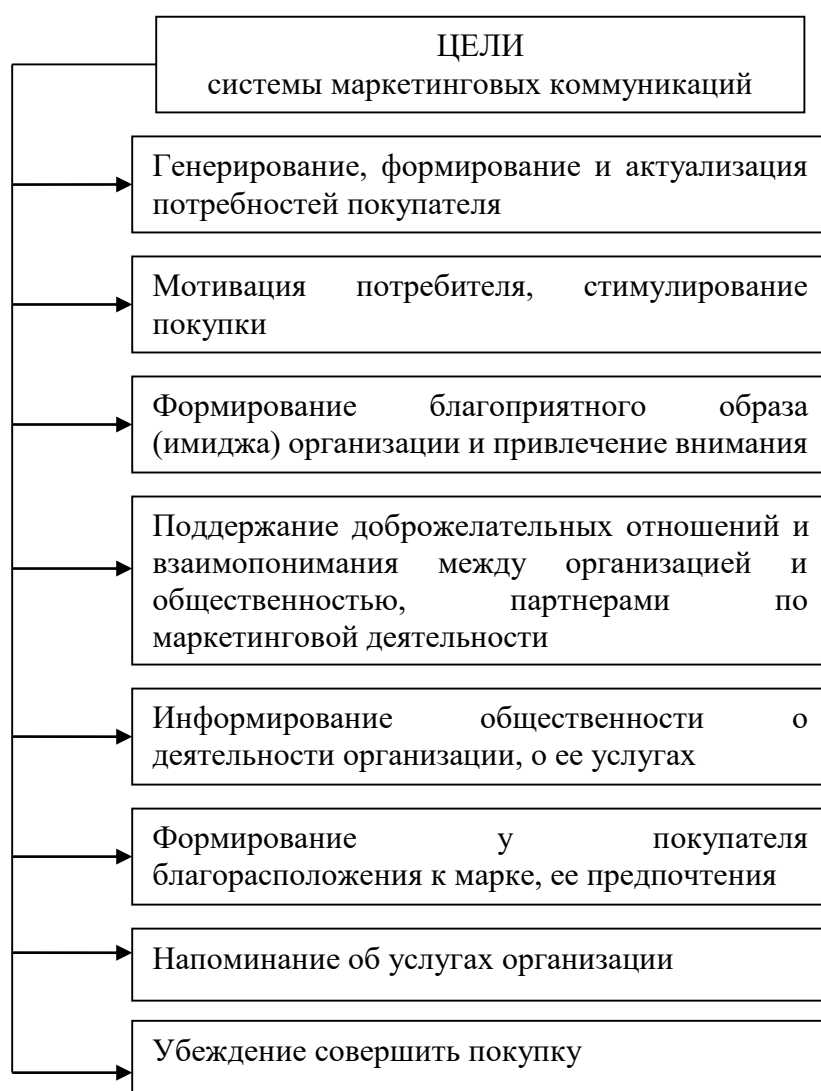 ЦЕЛИ
системы маркетинговых коммуникаций
Генерирование, формирование и актуализация
потребностей покупателя
Мотивация потребителя, стимулирование
покупки
Формирование благоприятного образа
(имиджа) организации и привлечение внимания
Поддержание доброжелательных отношений и
взаимопонимания между организацией и
общественностью, партнерами по
маркетинговой деятельности
Информирование общественности о
деятельности организации, о ее услугах
Формирование у покупателя
благорасположения к марке, ее предпочтения
Напоминание об услугах организации
Убеждение совершить покупку